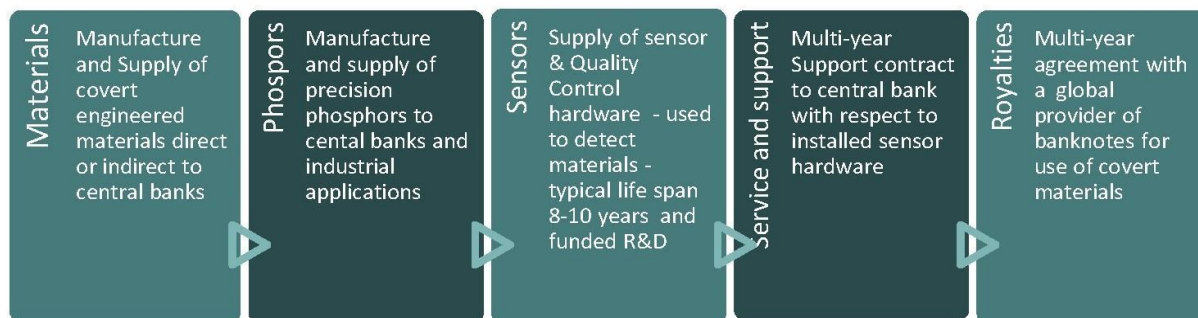 Materials
Manufacture
and Supply of
covert
engineered
materials direct
or indirect to
central banks
Phospors
Manufacture
and supply of
precision
phosphors to
cental banks and
industrial
applications
Sensors
Supply of sensor
& Quality
Control
hardware - used
to detect
materials -
typical life span
8-10 years and
funded R&D
Service and support
Multi-year
Support contract
to central bank
with respect to
installed sensor
hardware
Royalties
Multi-year
agreement with
a global
provider of
banknotes for
use of covert
materials